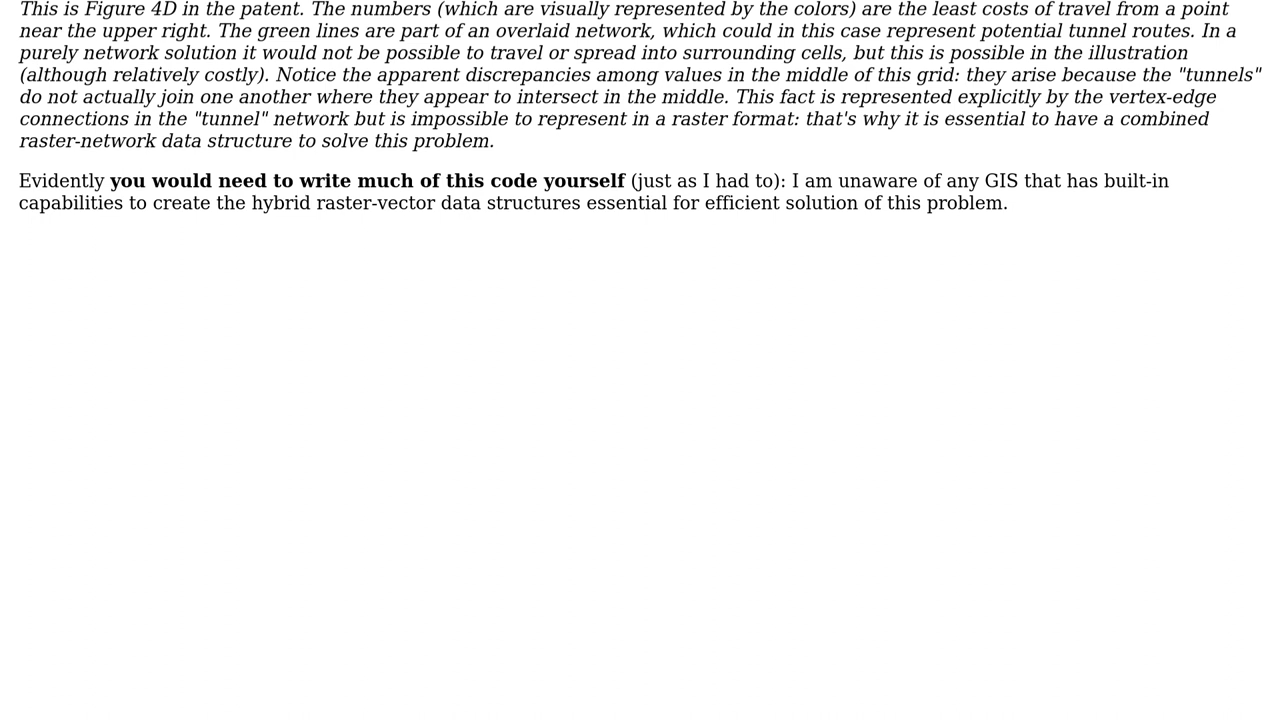 This is Figure 4D in the patent. The numbers (which are visually represented by the colors) are the least costs of travel from a point
near the upper right. The green lines are part of an overlaid network, which could in this case represent potential tunnel routes. In a
purely network solution it would not be possible to travel or spread into surrounding cells, but this is possible in the illustration
(although relatively costly). Notice the apparent discrepancies among values in the middle of this grid: they arise because the "tunnels"
do not actually join one another where they appear to intersect in the middle. This fact is represented explicitly by the vertex-edge
connections in the "tunnel" network but is impossible to represent in a raster format: that's why it is essential to have a combined
raster-network data structure to solve this problem.
Evidently you would need to write much of this code yourself (just as I had to): I am unaware of any GIS that has built-in
capabilities to create the hybrid raster-vector data structures essential for efficient solution of this problem.